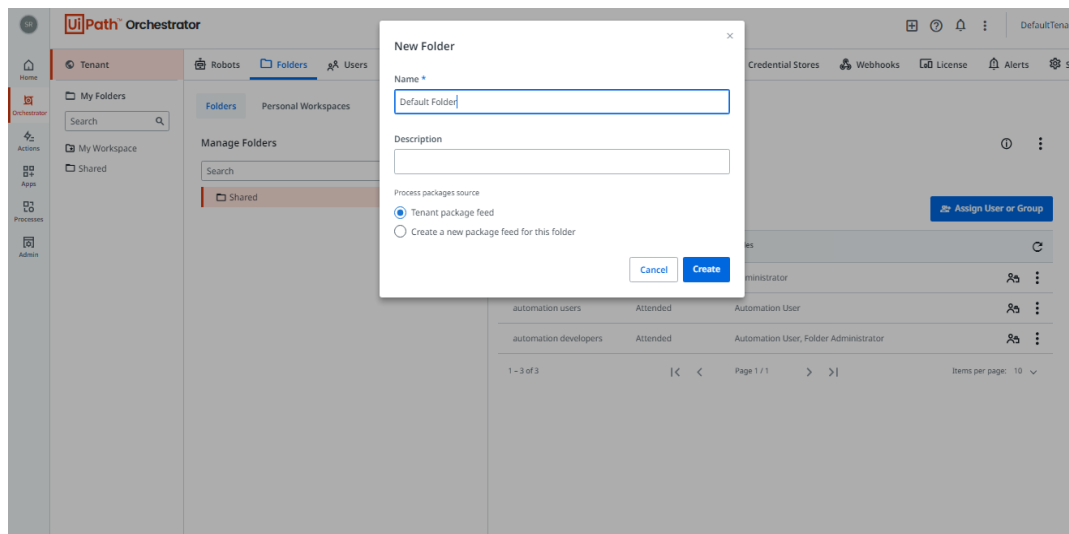 SR
UiPath™ Orchestrator
DefaultTena
Home
Orchestrator
Actions
Apps
Processes
Admin
Tenant
My Folders
Search
My Workspace
Shared
Robots
Folders
Users
Credential Stores
Webhooks
License
Alerts
S
Folders
Personal Workspaces
Manage Folders
Search
Shared
New Folder
×
Name *
Default Folder
Description
Process packages source
Tenant package feed
Create a new package feed for this folder
Cancel
Create
Assign User or Group
les
ministrator
automation users
Attended
Automation User
automation developers
Attended
Automation User, Folder Administrator
1 – 3 of 3
Page 1 / 1
Items per page: 10